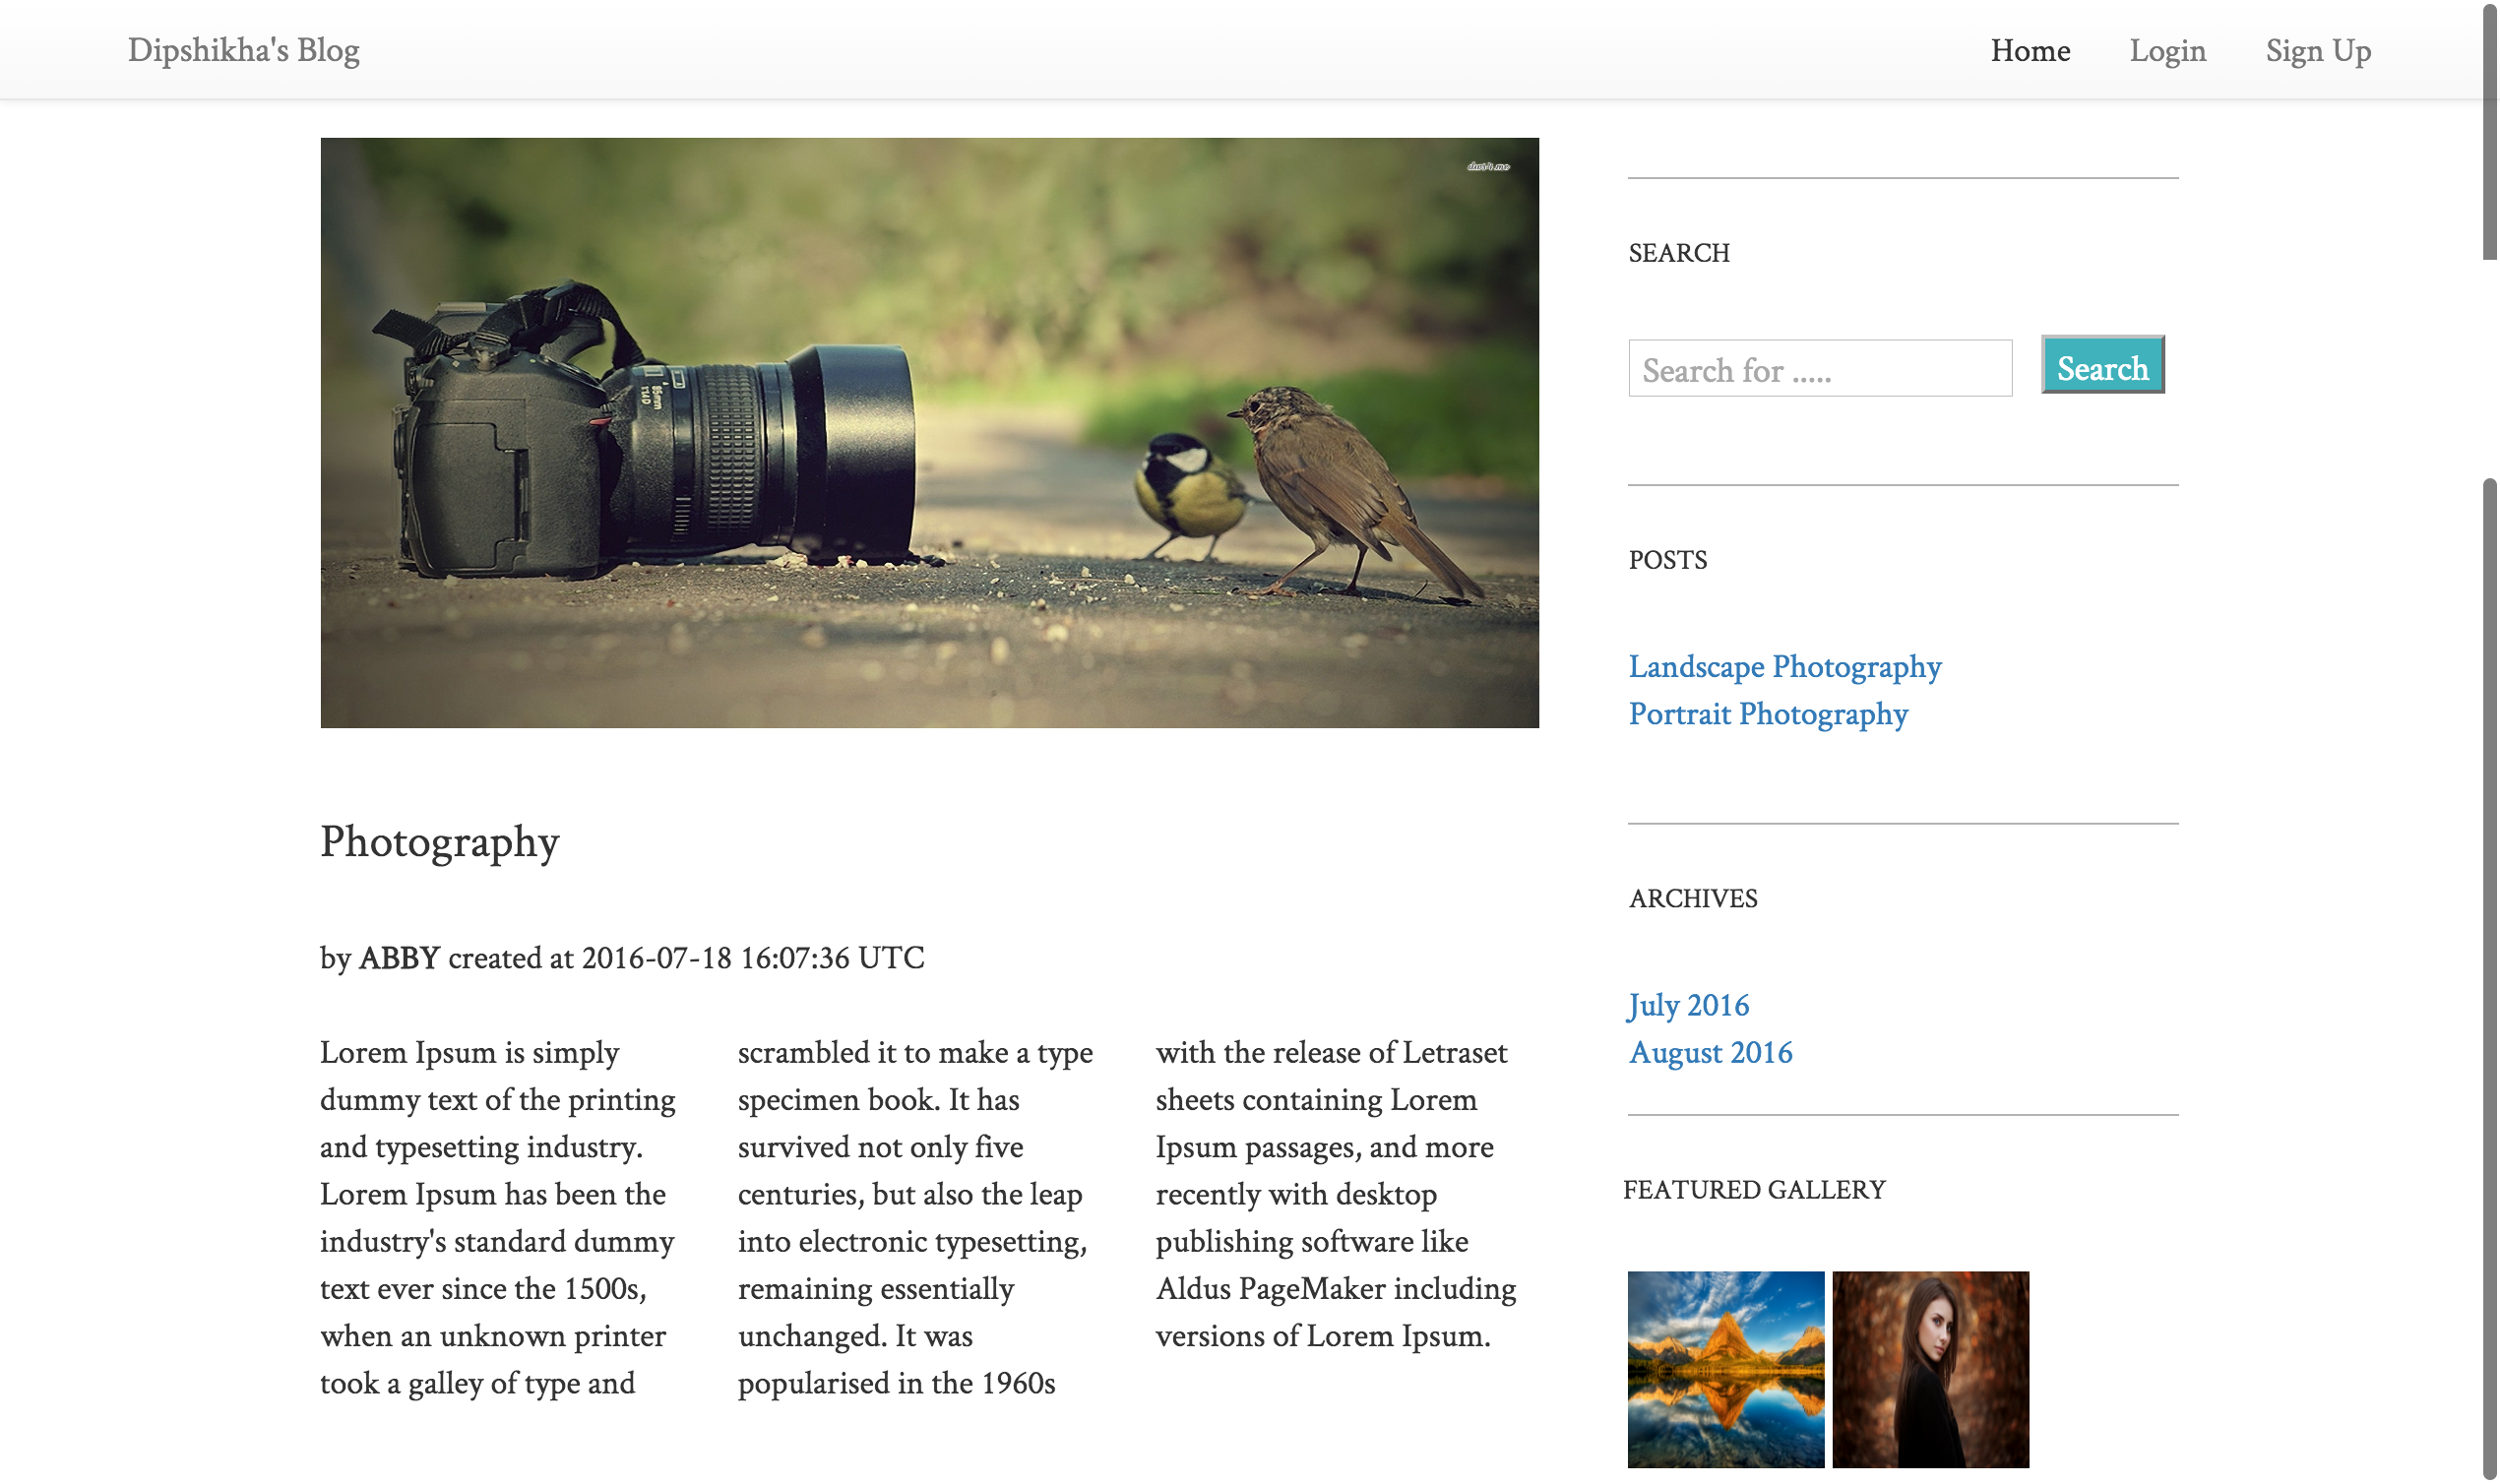 Dipshikha's Blog
Home Login Sign Up
SEARCH
Search for .....
Search
POSTS
Landscape Photography
Portrait Photography
ARCHIVES
July 2016
August 2016
FEATURED GALLERY
Photography
by ABBY created at 2016-07-18 16:07:36 UTC
Lorem Ipsum is simply
dummy text of the printing
and typesetting industry.
Lorem Ipsum has been the
industry's standard dummy
text ever since the 1500s,
when an unknown printer
took a galley of type and
scrambled it to make a type
specimen book. It has
survived not only five
centuries, but also the leap
into electronic typesetting,
remaining essentially
unchanged. It was
popularised in the 1960s
with the release of Letraset
sheets containing Lorem
Ipsum passages, and more
recently with desktop
publishing software like
Aldus PageMaker including
versions of Lorem Ipsum.